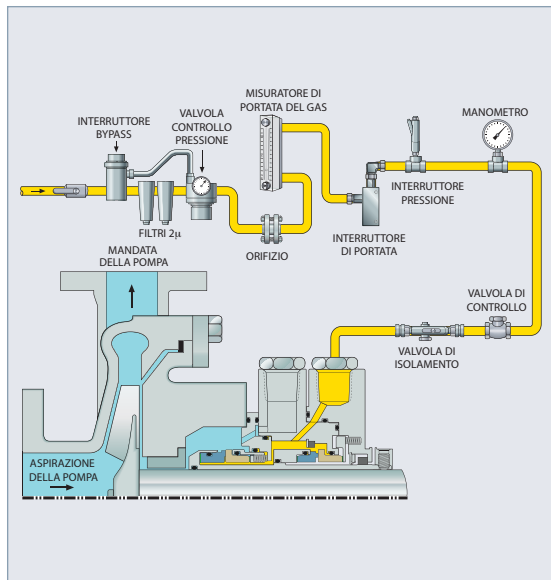 MISURATORE DI
PORTATA DEL GAS
VALVOLA
CONTROLLO
PRESSIONE
INTERRUTTORE
BYPASS
MANOMETRO
INTERRUTTORE
PRESSIONE
FILTRI 2µ
ORIFIZIO
INTERRUTTORE
DI PORTATA
MANDATA
DELLA POMPA
VALVOLA DI
CONTROLLO
VALVOLA DI
ISOLAMENTO
ASPIRAZIONE
DELLA POMPA